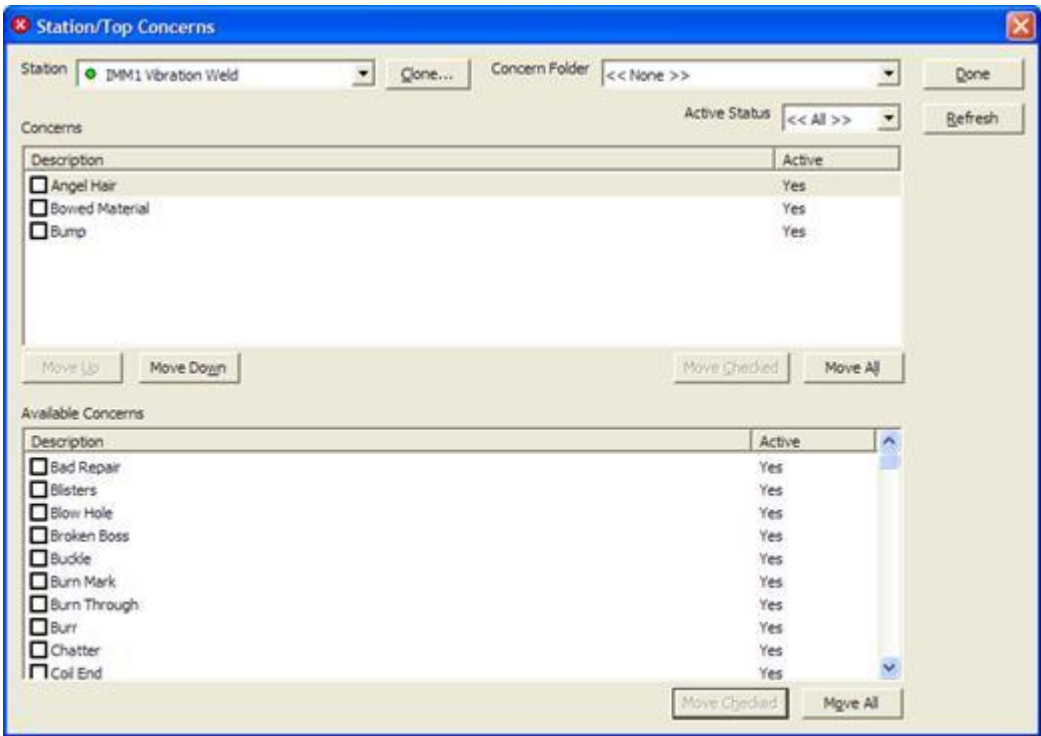 Station/Top Concerns
Station IMM1 Vibration Weld Clone... Concern Folder << None >> Done
Active Status << All >> Refresh
Concerns
Description Active
Angel Hair Yes
Bowed Material Yes
Bump Yes
Move Up Move Down Move Checked Move All
Available Concerns
Description Active
Bad Repair Yes
Blisters Yes
Blow Hole Yes
Broken Boss Yes
Buckle Yes
Burn Mark Yes
Burn Through Yes
Burr Yes
Chatter Yes
Coil End Yes
Move Checked Move All